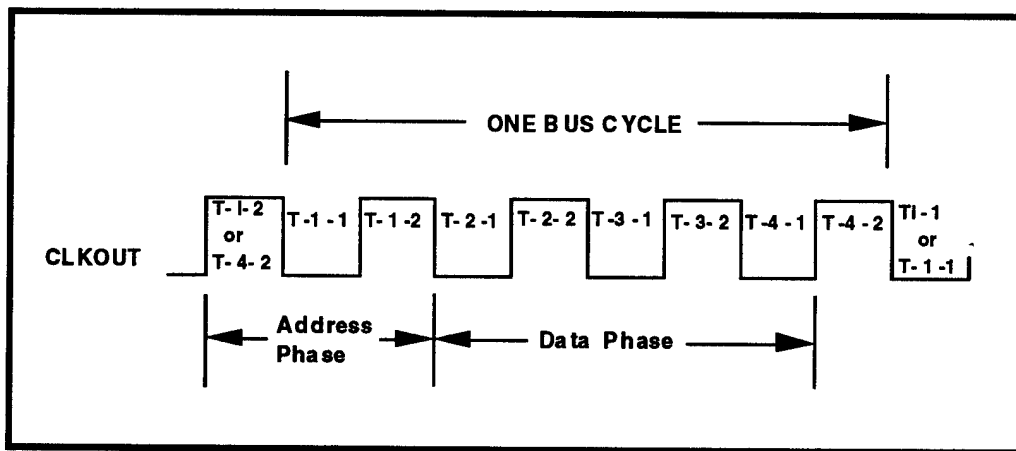 ONE BUS CYCLE
T-I-2
or
T-4-2
T-1-1
T-1-2
T-2-1
T-2-2
T-3-1
T-3-2
T-4-1
T-4-2
TI-1
or
T-1-1
CLKOUT
Address
Phase
Data Phase